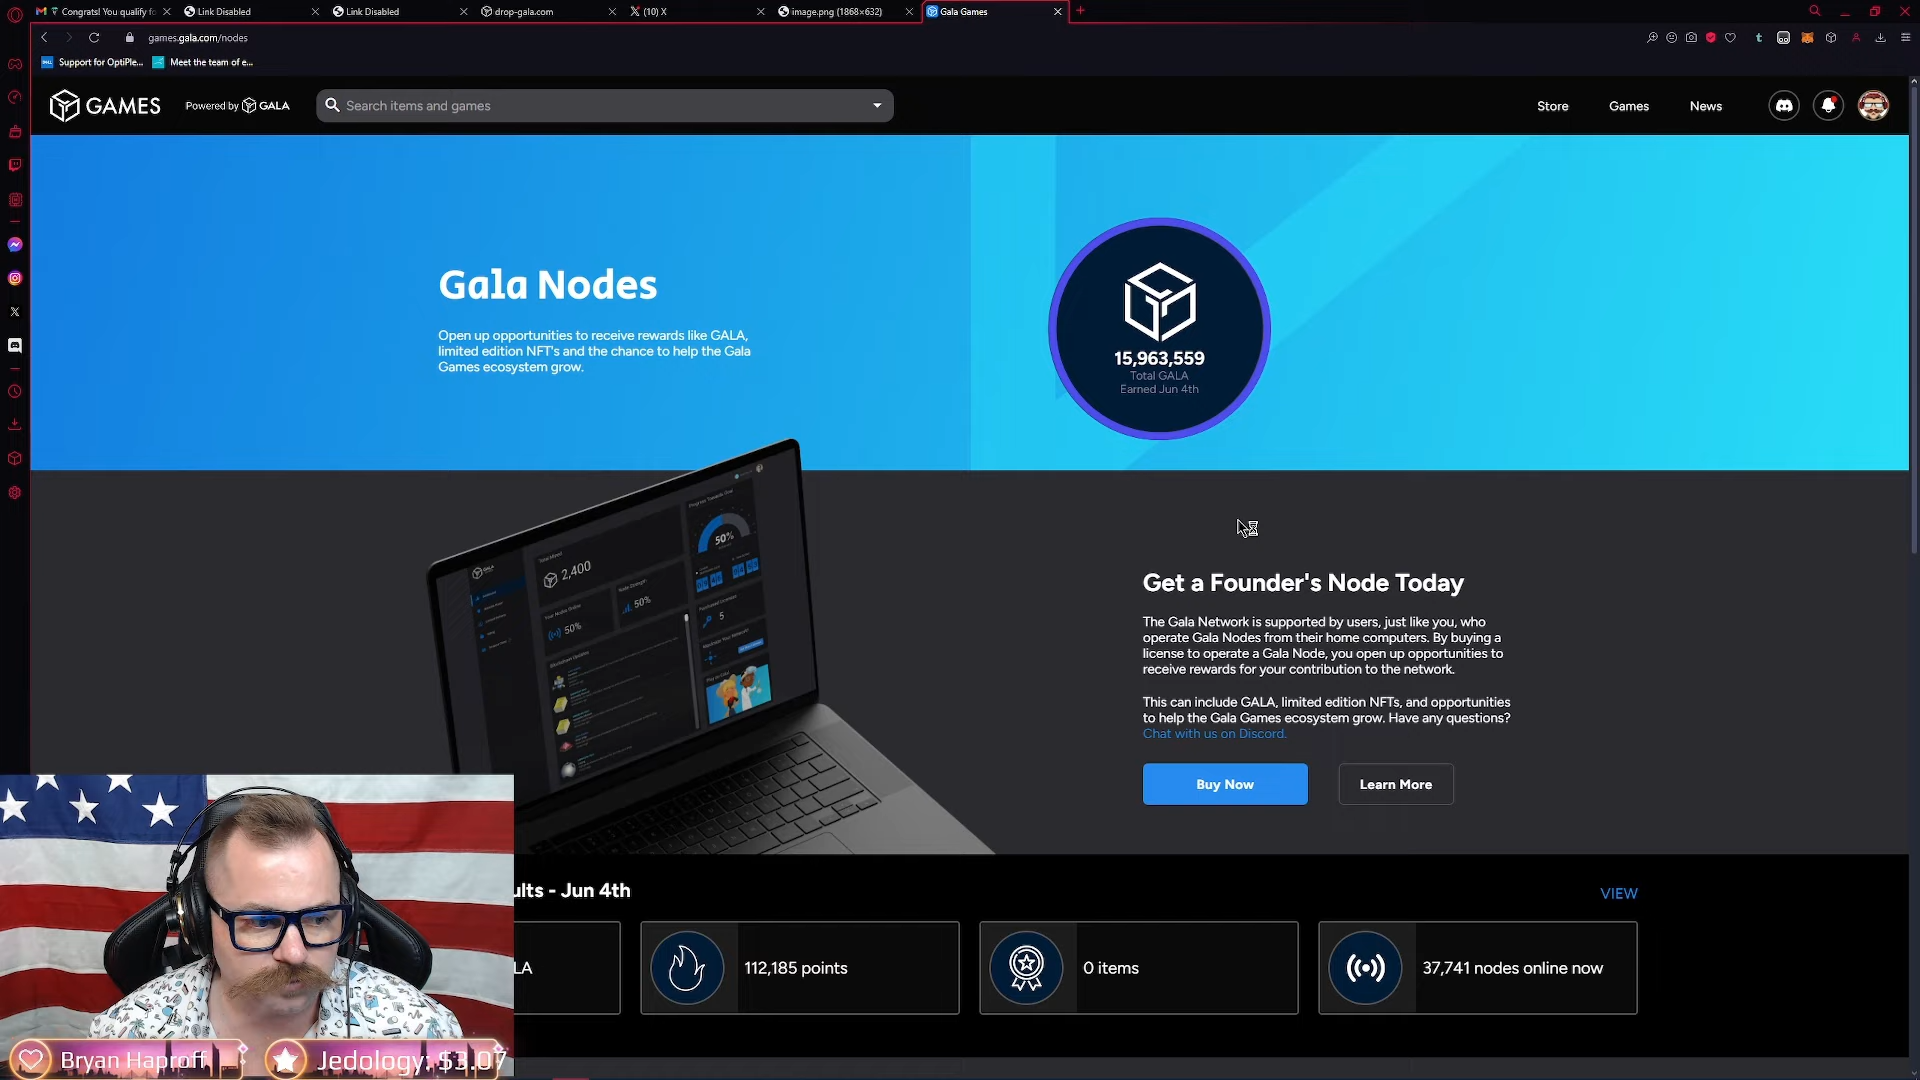 Congrats! You qualify fo
Link Disabled
Link Disabled
drop-gala.com
(10) X
image.png (1868×632)
Gala Games
games.gala.com/nodes
Support for OptiPle...
Meet the team of e...
GAMES
Powered by GALA
Search items and games
Store
Games
News
Gala Nodes
Open up opportunities to receive rewards like GALA,
limited edition NFT's and the chance to help the Gala
Games ecosystem grow.
15,963,559
Total GALA
Earned Jun 4th
GALA
2,400
50%
50%
50%
5
Get a Founder's Node Today
The Gala Network is supported by users, just like you, who
operate Gala Nodes from their home computers. By buying a
license to operate a Gala Node, you open up opportunities to
receive rewards for your contribution to the network.
This can include GALA, limited edition NFTs, and opportunities
to help the Gala Games ecosystem grow. Have any questions?
Chat with us on Discord.
Buy Now
Learn More
ults - Jun 4th
VIEW
LA
112,185 points
0 items
37,741 nodes online now
Bryan Haproff
Jedology: $3.07